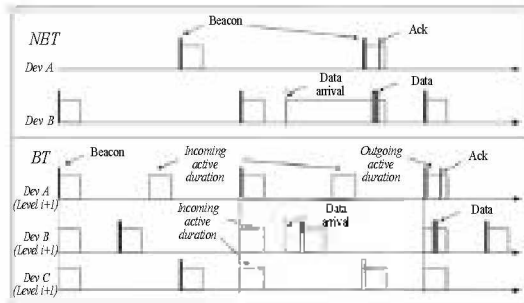 Beacon
NET
Ack
Dev A
Data
arrival
Data
Dev B
BT
Beacon
Incoming
active
duration
Outgoing
active
duration
Ack
Dev A
(Level i+1)
Incoming
active
duration
Data
arrival
Data
Dev B
(Level i+1)
Dev C
(Level i+1)